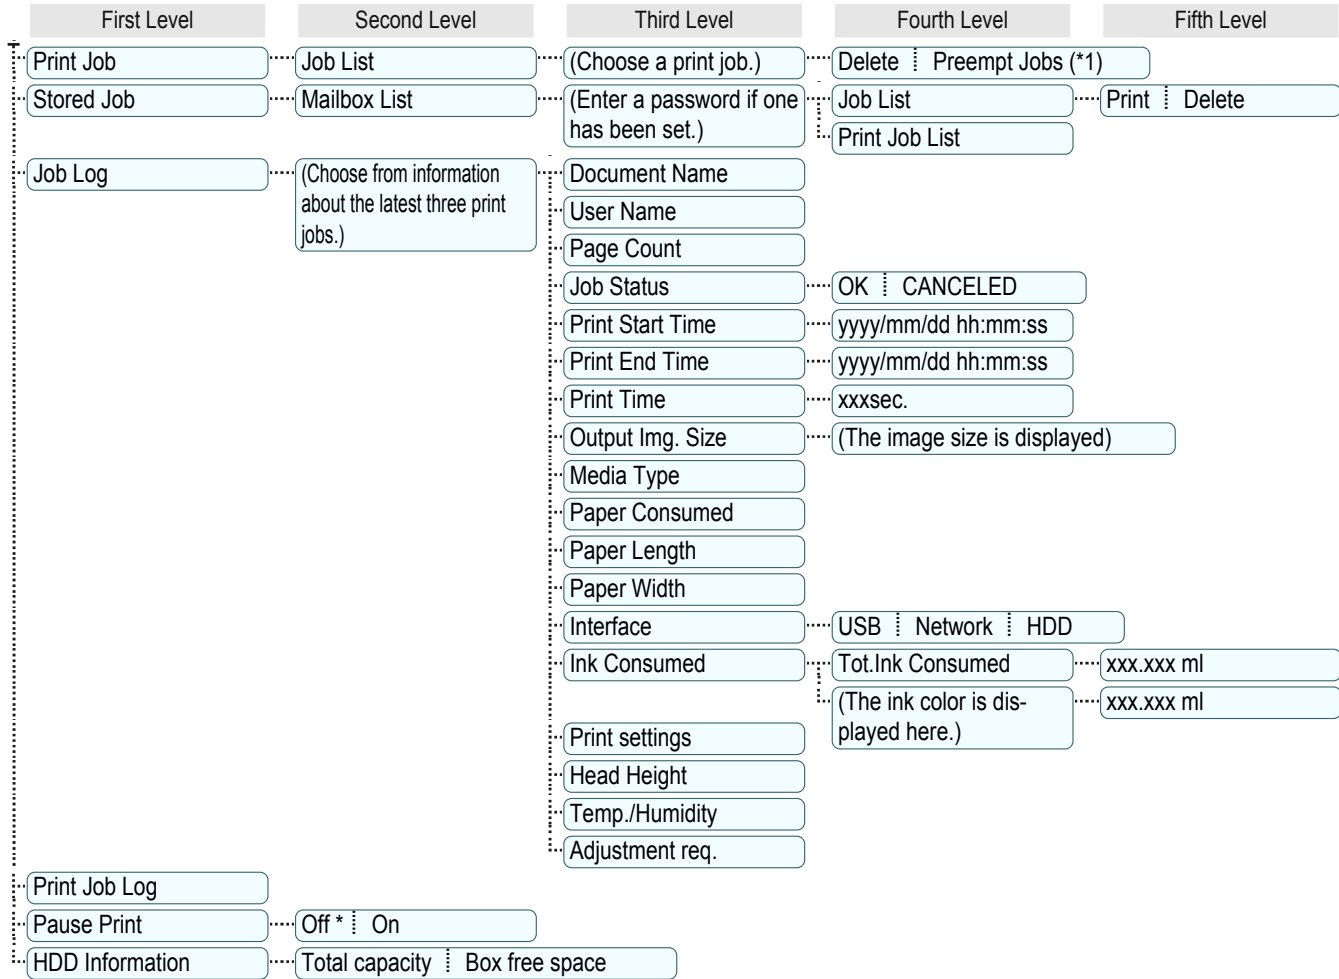 First Level Second Level Third Level Fourth Level Fifth Level
Print Job Job List (Choose a print job.) Delete Preempt Jobs (*1)
Stored Job Mailbox List (Enter a password if one has been set.) Job List Print Delete
Print Job List
Job Log (Choose from information about the latest three print jobs.) Document Name
User Name
Page Count
Job Status OK CANCELED
Print Start Time yyyy/mm/dd hh:mm:ss
Print End Time yyyy/mm/dd hh:mm:ss
Print Time xxxsec.
Output Img. Size (The image size is displayed)
Media Type
Paper Consumed
Paper Length
Paper Width
Interface USB Network HDD
Ink Consumed Tot.Ink Consumed xxx.xxx ml
(The ink color is dis-
played here.) xxx.xxx ml
Print settings
Head Height
Temp./Humidity
Adjustment req.
Print Job Log
Pause Print Off * On
HDD Information Total capacity Box free space